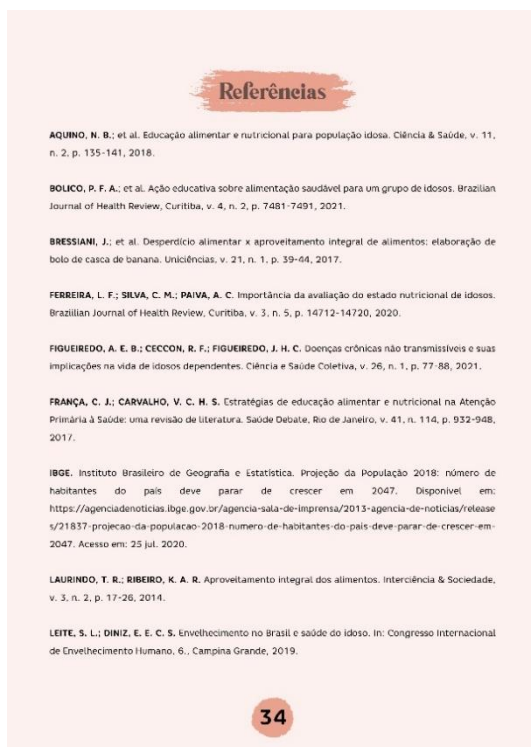 Referências
AQUINO, N. B.; et al. Educação alimentar e nutricional para população idosa. Ciência & Saúde, v. 11,
n. 2, p. 135-141, 2018.
BOLICO, P. F. A.; et al. Ação educativa sobre alimentação saudável para um grupo de idosos. Brazilian
Journal of Health Review, Curitiba, v. 4, n. 2, p. 7481-7491, 2021.
BRESSIANI, J.; et al. Desperdício alimentar x aproveitamento integral de alimentos: elaboração de
bolo de casca de banana. Uniciências, v. 21, n. 1, p. 39-44, 2017.
FERREIRA, L. F.; SILVA, C. M.; PAIVA, A. C. Importância da avaliação do estado nutricional de idosos.
Braziilian Journal of Health Review, Curitiba, v. 3, n. 5, p. 14712-14720, 2020.
FIGUEIREDO, A. E. B.; CECCON, R. F.; FIGUEIREDO, J. H. C. Doenças crônicas não transmissíveis e suas
implicações na vida de idosos dependentes. Ciência e Saúde Coletiva, v. 26, n. 1, p. 77-88, 2021.
FRANÇA, C. J.; CARVALHO, V. C. H. S. Estratégias de educação alimentar e nutricional na Atenção
Primária à Saúde: uma revisão de literatura. Saúde Debate, Rio de Janeiro, v. 41, n. 114, p. 932-948,
2017.
IBGE. Instituto Brasileiro de Geografia e Estatística. Projeção da População 2018: número de
habitantes do país deve parar de crescer em 2047. Disponível em:
https://agenciadenoticias.ibge.gov.br/agencia-sala-de-imprensa/2013-agencia-de-noticias/release
s/21837-projecao-da-populacao-2018-numero-de-habitantes-do-pais-deve-parar-de-crescer-em-
2047. Acesso em: 25 jul. 2020.
LAURINDO, T. R.; RIBEIRO, K. A. R. Aproveitamento integral dos alimentos. Interciência & Sociedade,
v. 3, n. 2, p. 17-26, 2014.
LEITE, S. L.; DINIZ, E. E. C. S. Envelhecimento no Brasil e saúde do idoso. In: Congresso Internacional
de Envelhecimento Humano, 6., Campina Grande, 2019.
34